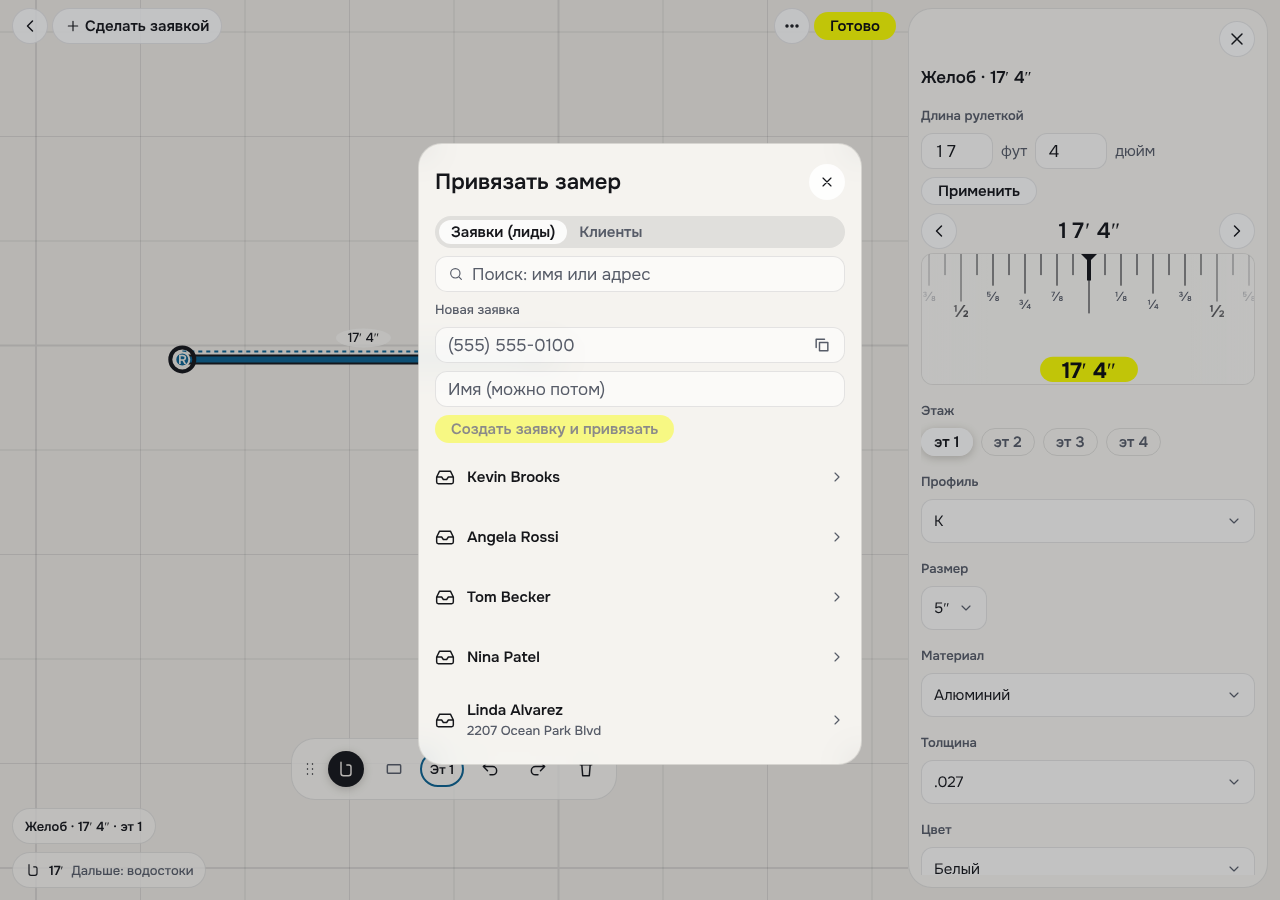 Сделать заявкой
Готово
17′ 4″
R
Желоб · 17′ 4″ · эт 1
17′ Дальше: водостоки
Эт 1
Привязать замер
Заявки (лиды) Клиенты
Поиск: имя или адрес
Новая заявка
(555) 555-0100
Имя (можно потом)
Создать заявку и привязать
Kevin Brooks
Angela Rossi
Tom Becker
Nina Patel
Linda Alvarez
2207 Ocean Park Blvd
Желоб · 17′ 4″
Длина рулеткой
17 фут 4 дюйм
Применить
17′ 4″
⅜ ½ ⅝ ¾ ⅞ ⅛ ¼ ⅜ ½ ⅝
17′ 4″
Этаж
эт 1 эт 2 эт 3 эт 4
Профиль
K
Размер
5″
Материал
Алюминий
Толщина
.027
Цвет
Белый